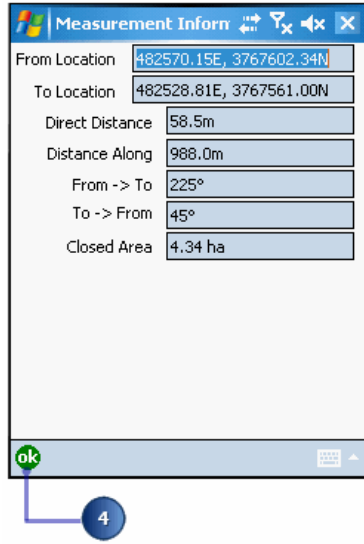 Measurement Inform
From Location 482570.15E, 3767602.34N
To Location 482528.81E, 3767561.00N
Direct Distance 58.5m
Distance Along 988.0m
From -> To 225°
To -> From 45°
Closed Area 4.34 ha
ok
4